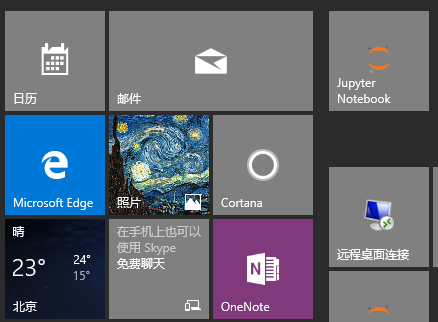 日历
邮件
Jupyter
Notebook
Microsoft Edge
照片
Cortana
晴
23°
24°
15°
北京
在手机上也可以
使用 Skype
免费聊天
OneNote
远程桌面连接